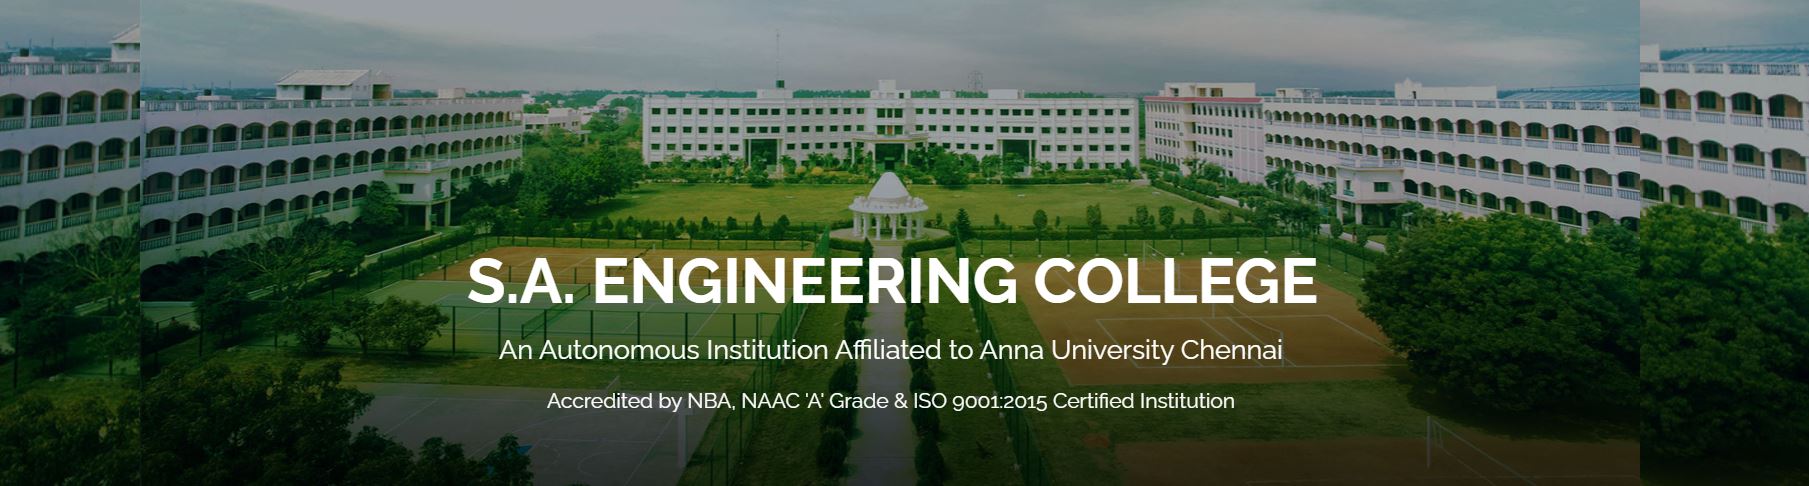 S.A. ENGINEERING COLLEGE
An Autonomous Institution Affiliated to Anna University Chennai
Accredited by NBA, NAAC 'A' Grade & ISO 9001:2015 Certified Institution